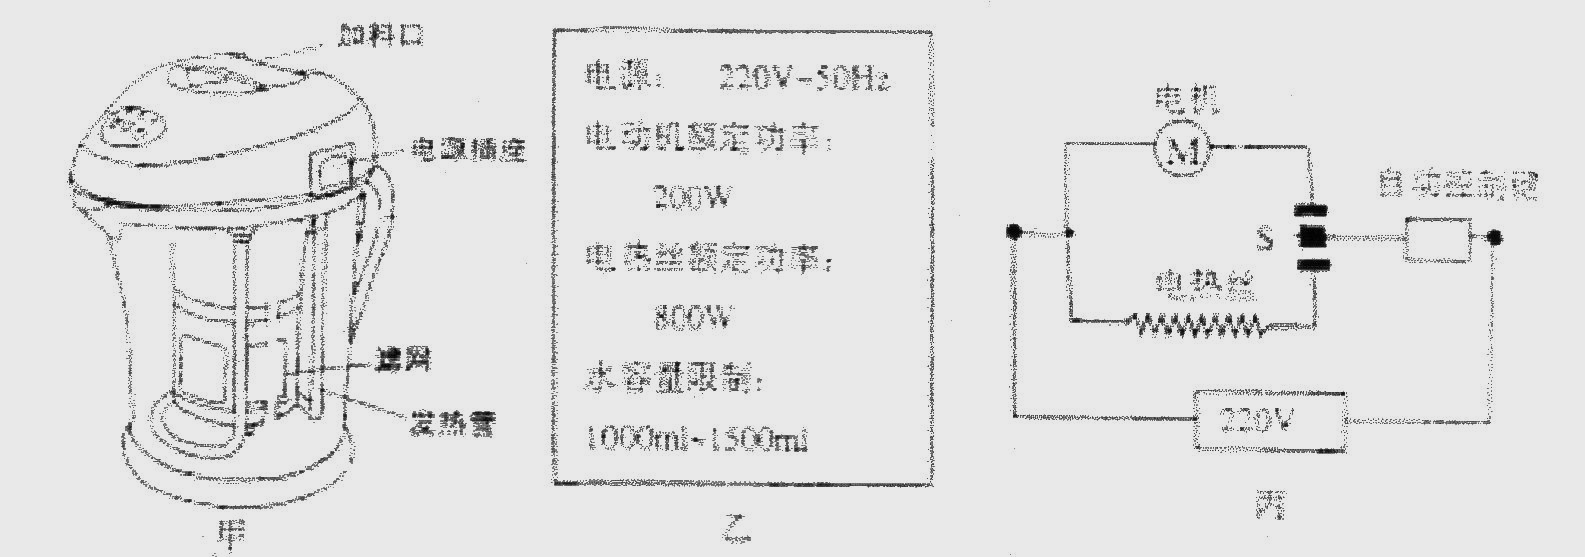 加料口
电源插座
滤网
发热管
甲
电源: 220V~50Hz
电动机额定功率:
200W
电热丝额定功率:
800W
水容量限制:
1000ml~1500ml
乙
电机
M
自动控制键
S
电热丝
220V
丙